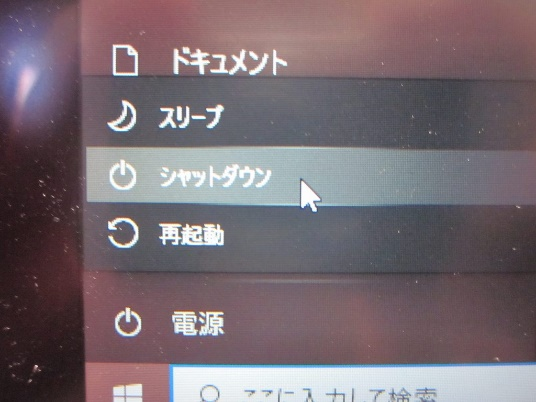 ドキュメント
スリープ
シャットダウン
再起動
電源
ここに入力して検索